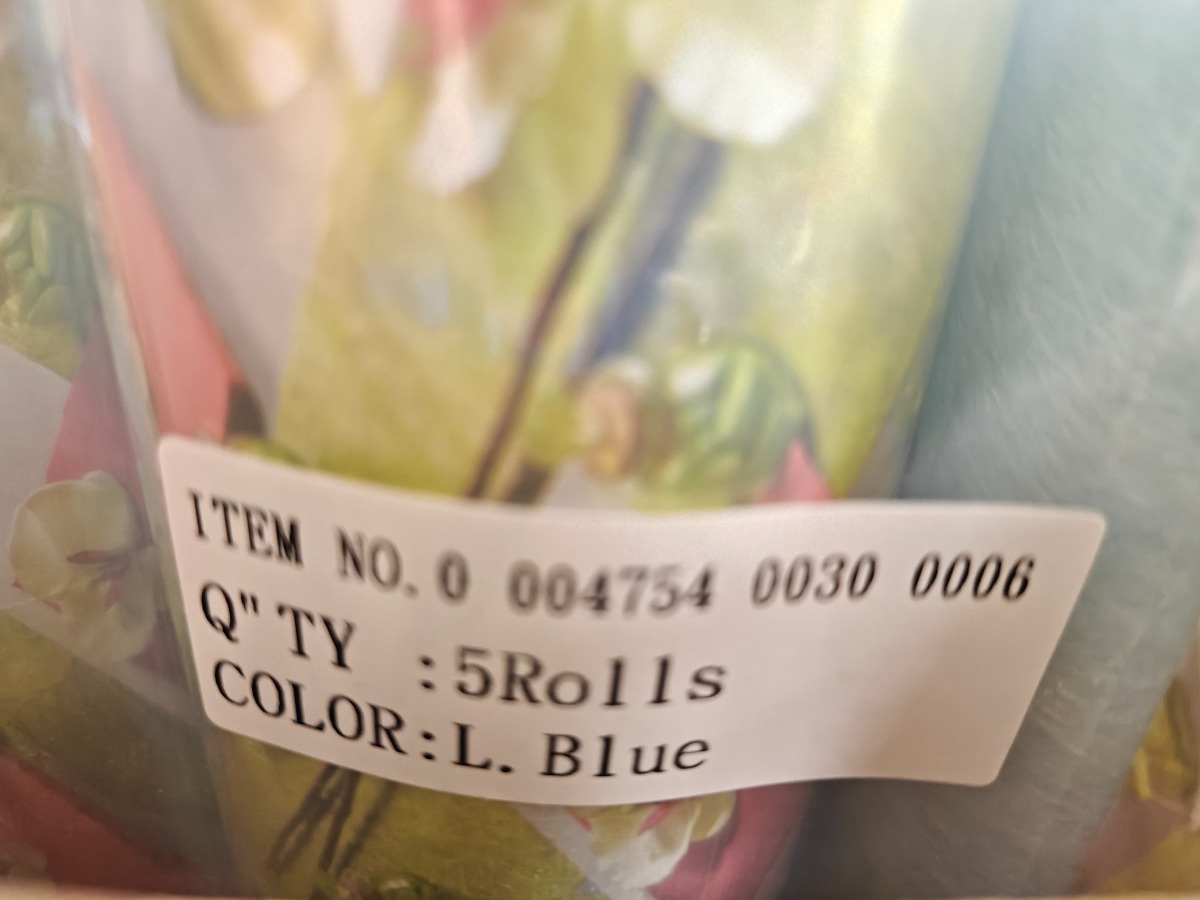 ITEM NO.0 004754 0030 0006
Q"TY :5Rolls
COLOR:L.Blue